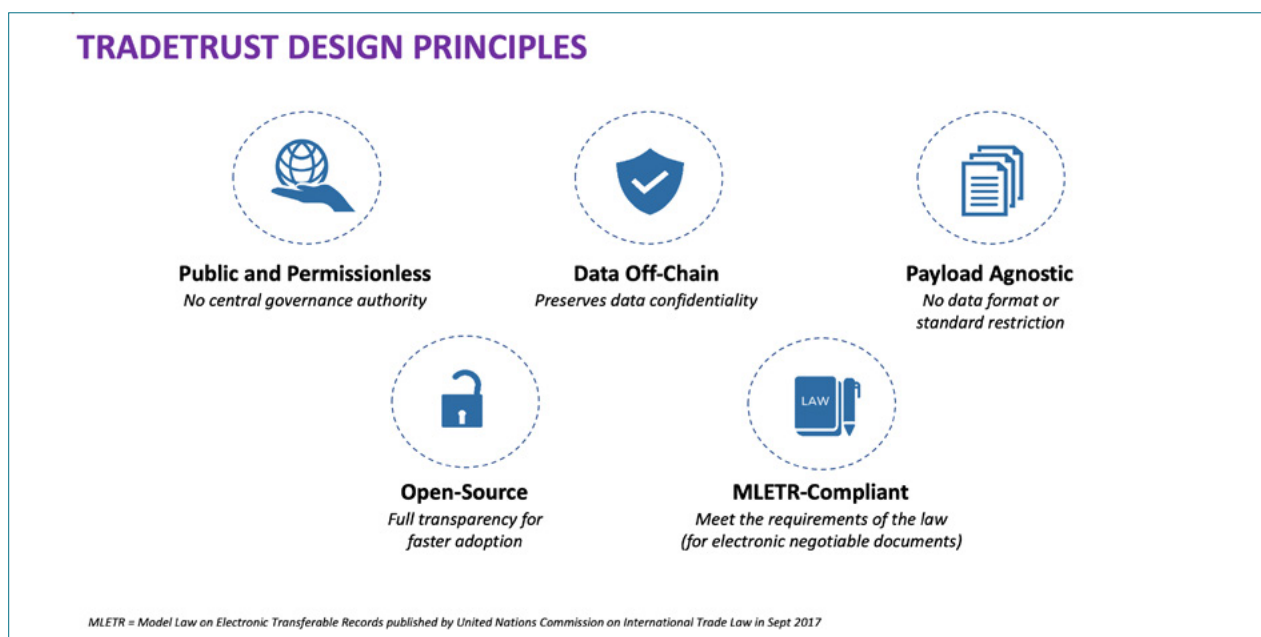 TRADETRUST DESIGN PRINCIPLES
Public and Permissionless
No central governance authority
Data Off-Chain
Preserves data confidentiality
Payload Agnostic
No data format or
standard restriction
Open-Source
Full transparency for
faster adoption
LAW
MLETR-Compliant
Meet the requirements of the law
(for electronic negotiable documents)
MLETR = Model Law on Electronic Transferable Records published by United Nations Commission on International Trade Law in Sept 2017